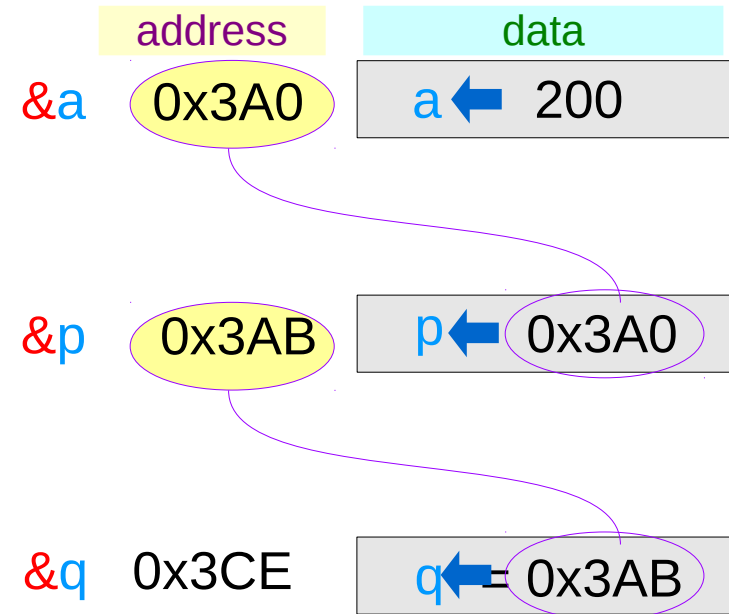 address data
&a 0x3A0 a 200
&p 0x3AB p 0x3A0
&q 0x3CE q = 0x3AB